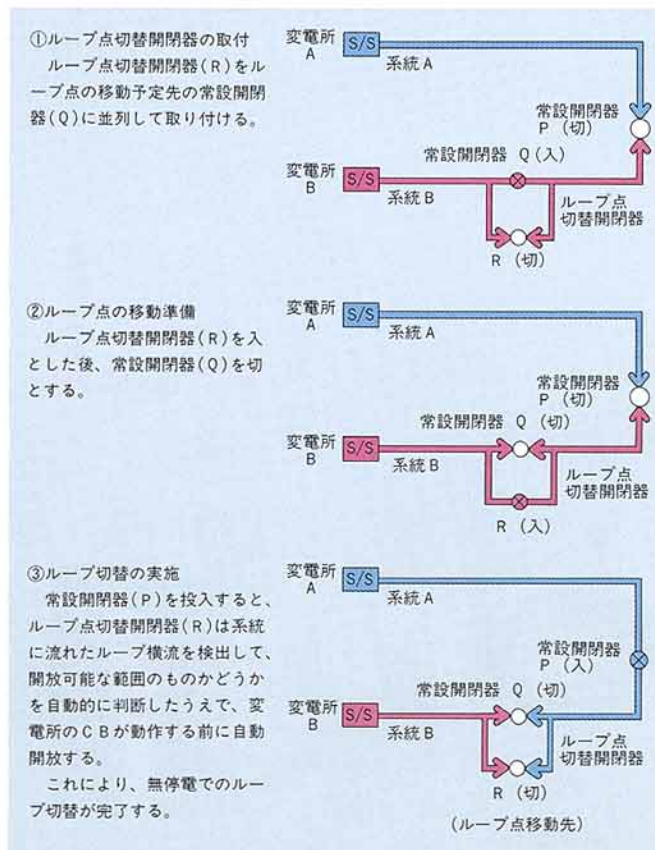 ①ループ点切替開閉器の取付
ループ点切替開閉器(R)をル
ープ点の移動予定先の常設開閉
器(Q)に並列して取り付ける。
変電所
A
S/S
系統A
常設開閉器
P (切)
常設開閉器 Q(入)
変電所
B
S/S
系統B
ループ点
切替開閉器
R (切)
②ループ点の移動準備
ループ点切替開閉器(R)を入
とした後、常設開閉器(Q)を切
とする。
変電所
A
S/S
系統A
常設開閉器
P (切)
常設開閉器 Q (切)
変電所
B
S/S
系統B
ループ点
切替開閉器
R (入)
③ループ切替の実施
常設開閉器(P)を投入すると、
ループ点切替開閉器(R)は系統
に流れたループ横流を検出して、
開放可能な範囲のものかどうか
を自動的に判断したうえで、変
電所のCBが動作する前に自動
開放する。
これにより、無停電でのルー
プ切替が完了する。
変電所
A
S/S
系統A
常設開閉器
P (入)
常設開閉器 Q (切)
変電所
B
S/S
系統B
ループ点
切替開閉器
R (切)
(ループ点移動先)